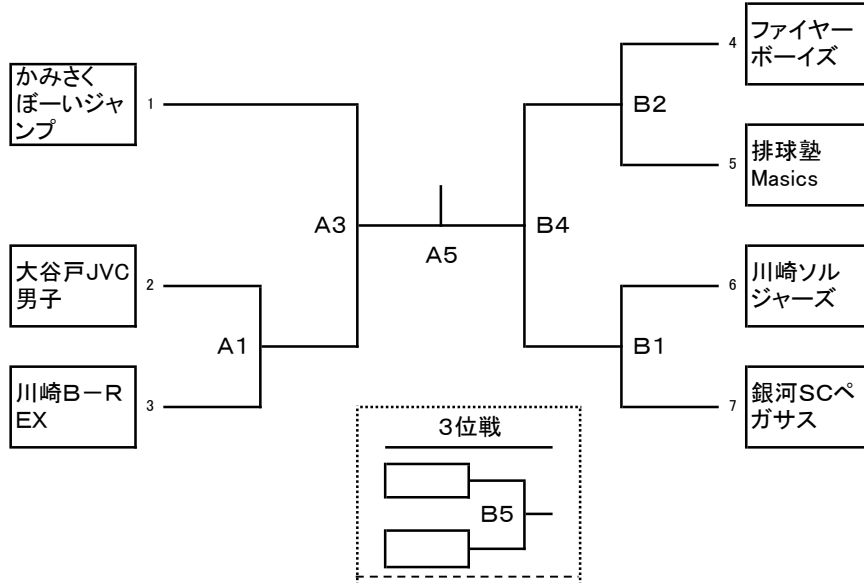 かみさく
ぼーいジャ
ンプ
1
大谷戸JVC
男子
2
川崎B－R
EX
3
A1
A3
A5
B4
B2
B1
4
ファイヤー
ボーイズ
5
排球塾
Masics
6
川崎ソル
ジャーズ
7
銀河SCペ
ガサス
3位戦
B5